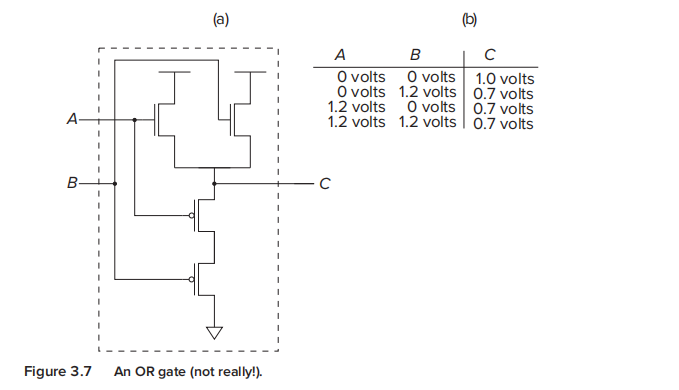 (a)
(b)
A B C
0 volts 0 volts 1.0 volts
0 volts 1.2 volts 0.7 volts
1.2 volts 0 volts 0.7 volts
1.2 volts 1.2 volts 0.7 volts
A
B
C
Figure 3.7 An OR gate (not really!).